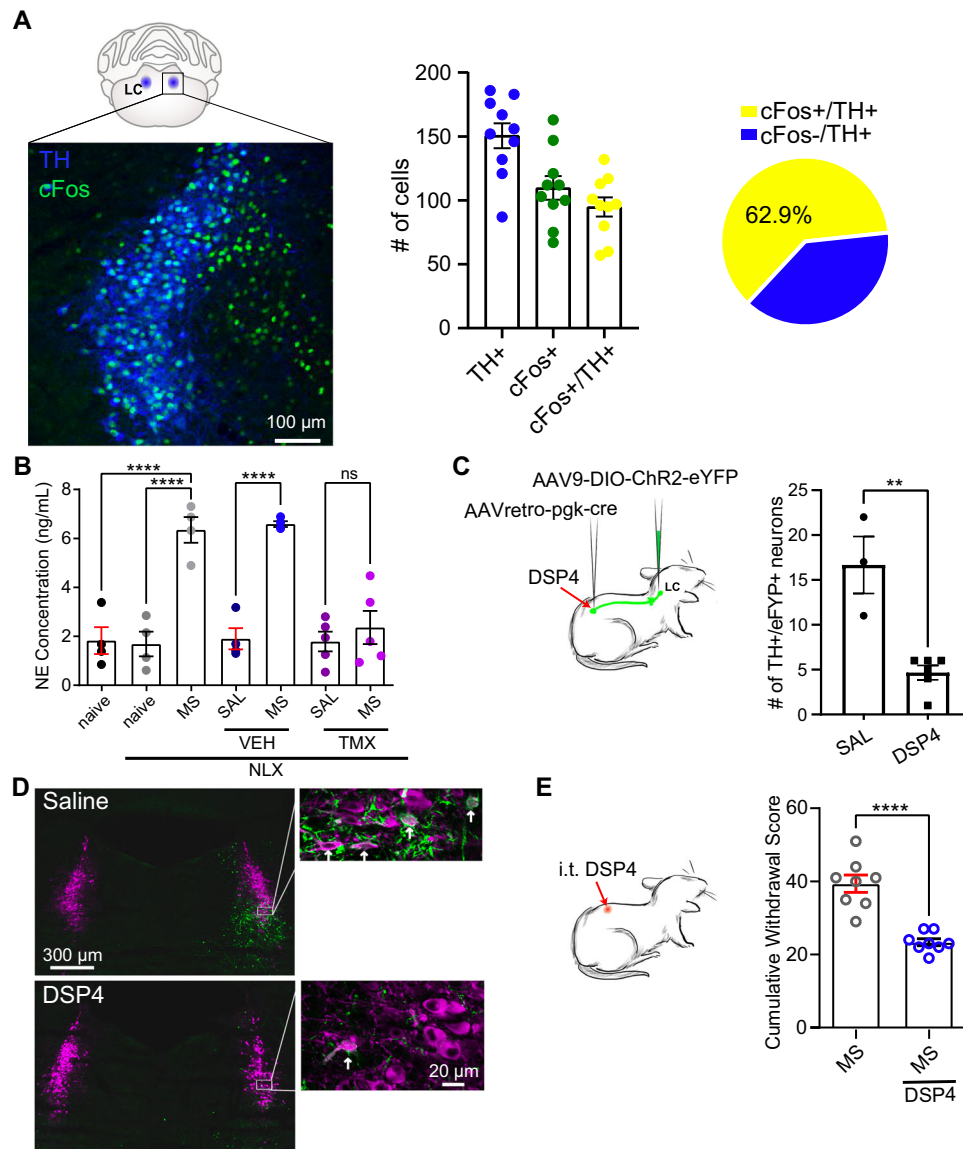 A
LC
TH
cFos
100 µm
# of cells
200
150
100
50
0
TH+
cFos+
cFos+/TH+
cFos+/TH+
cFos-/TH+
62.9%
B
NE Concentration (ng/mL)
8
6
4
2
0
****
****
****
ns
naive
naive
MS
SAL
MS
SAL
MS
VEH
TMX
NLX
C
AAV9-DIO-ChR2-eYFP
AAVretro-pgk-cre
DSP4
LC
# of TH+/eFYP+ neurons
25
20
15
10
5
0
**
SAL
DSP4
D
Saline
300 µm
DSP4
20 µm
E
i.t. DSP4
Cumulative Withdrawal Score
60
40
20
0
****
MS
MS
DSP4